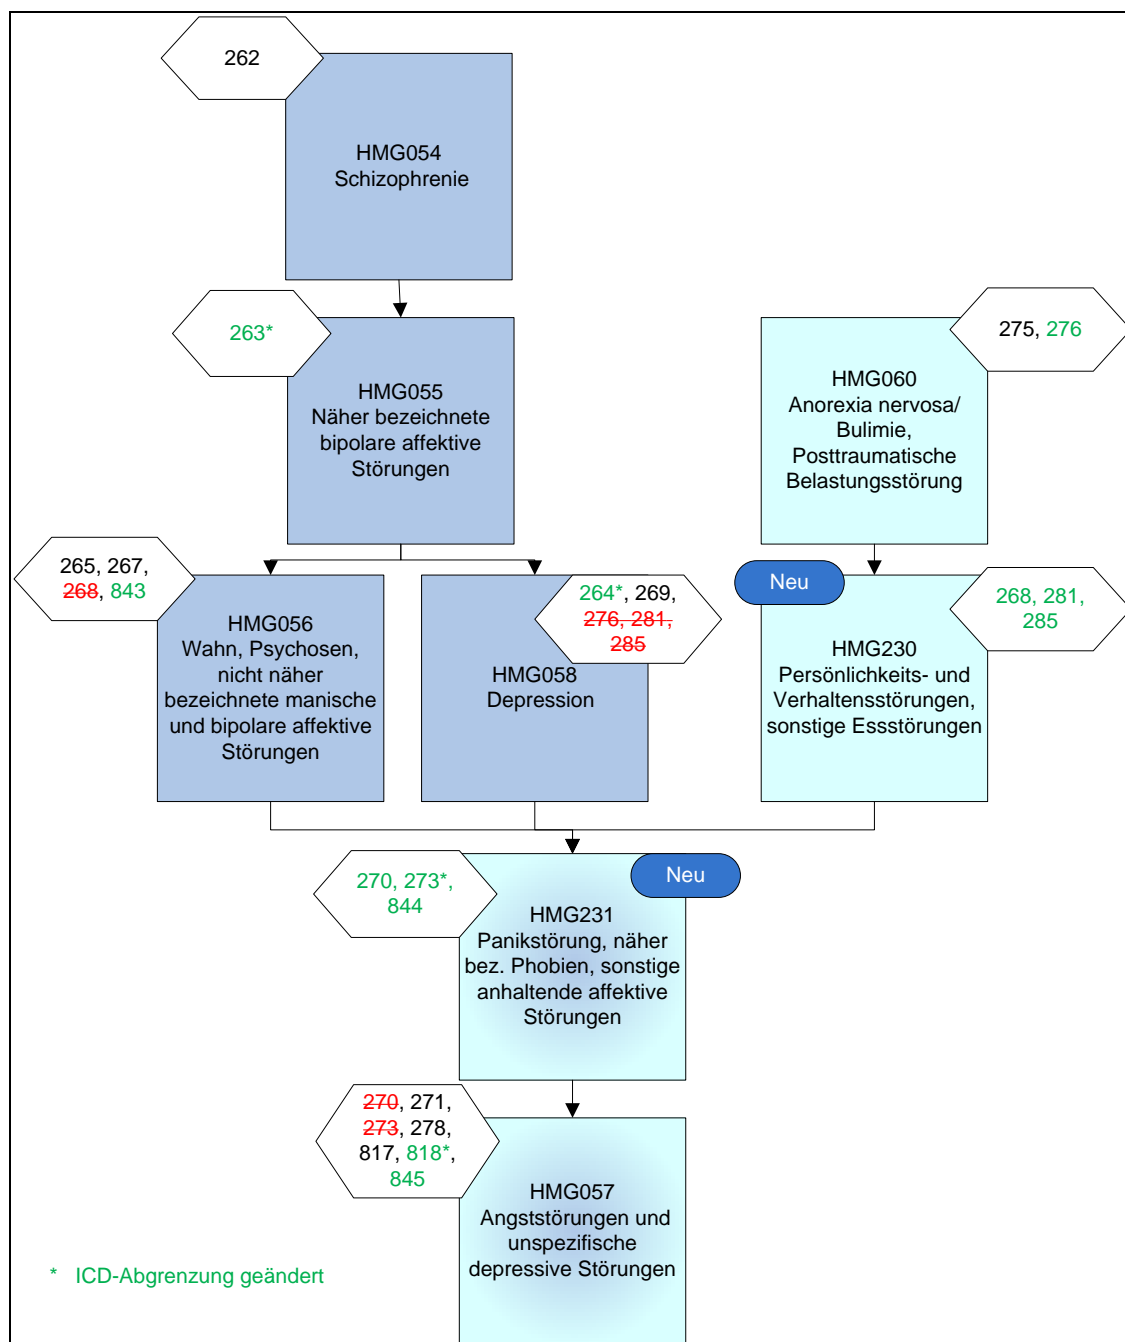 262
HMG054
Schizophrenie
263*
HMG055
Näher bezeichnete
bipolare affektive
Störungen
275, 276
HMG060
Anorexia nervosa/
Bulimie,
Posttraumatische
Belastungsstörung
265, 267,
268, 843
HMG056
Wahn, Psychosen,
nicht näher
bezeichnete manische
und bipolare affektive
Störungen
264*, 269,
276, 281,
285
HMG058
Depression
Neu
268, 281,
285
HMG230
Persönlichkeits- und
Verhaltensstörungen,
sonstige Essstörungen
270, 273*,
844
Neu
HMG231
Panikstörung, näher
bez. Phobien, sonstige
anhaltende affektive
Störungen
270, 271,
273, 278,
817, 818*,
845
HMG057
Angststörungen und
unspezifische
depressive Störungen
* ICD-Abgrenzung geändert